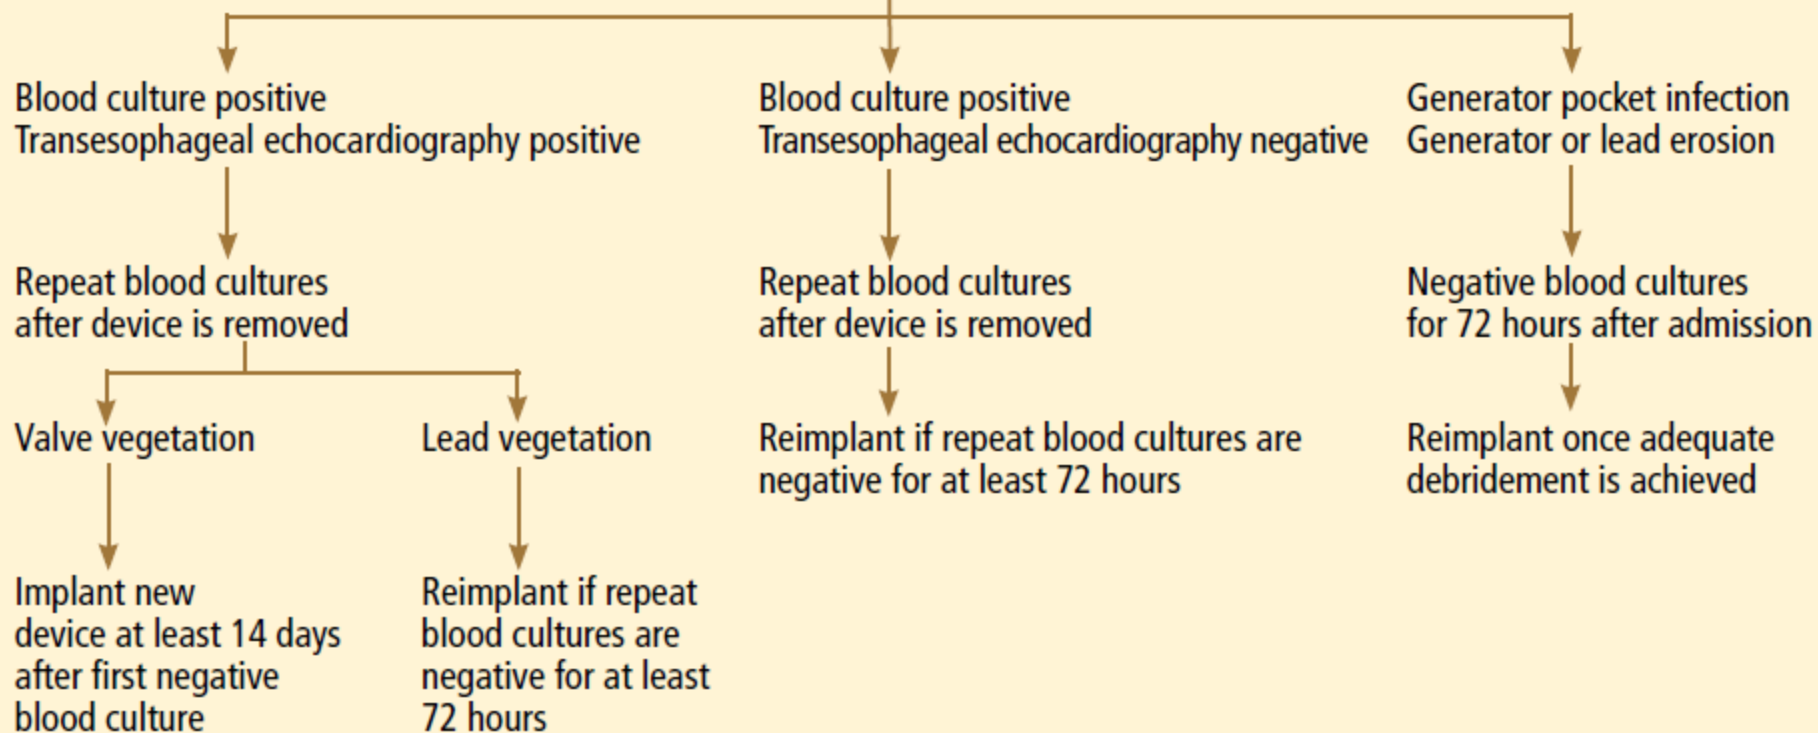 Blood culture positive
Transesophageal echocardiography positive
Blood culture positive
Transesophageal echocardiography negative
Generator pocket infection
Generator or lead erosion
Repeat blood cultures
after device is removed
Repeat blood cultures
after device is removed
Negative blood cultures
for 72 hours after admission
Valve vegetation
Lead vegetation
Reimplant if repeat blood cultures are
negative for at least 72 hours
Reimplant once adequate
debridement is achieved
Implant new
device at least 14 days
after first negative
blood culture
Reimplant if repeat
blood cultures are
negative for at least
72 hours